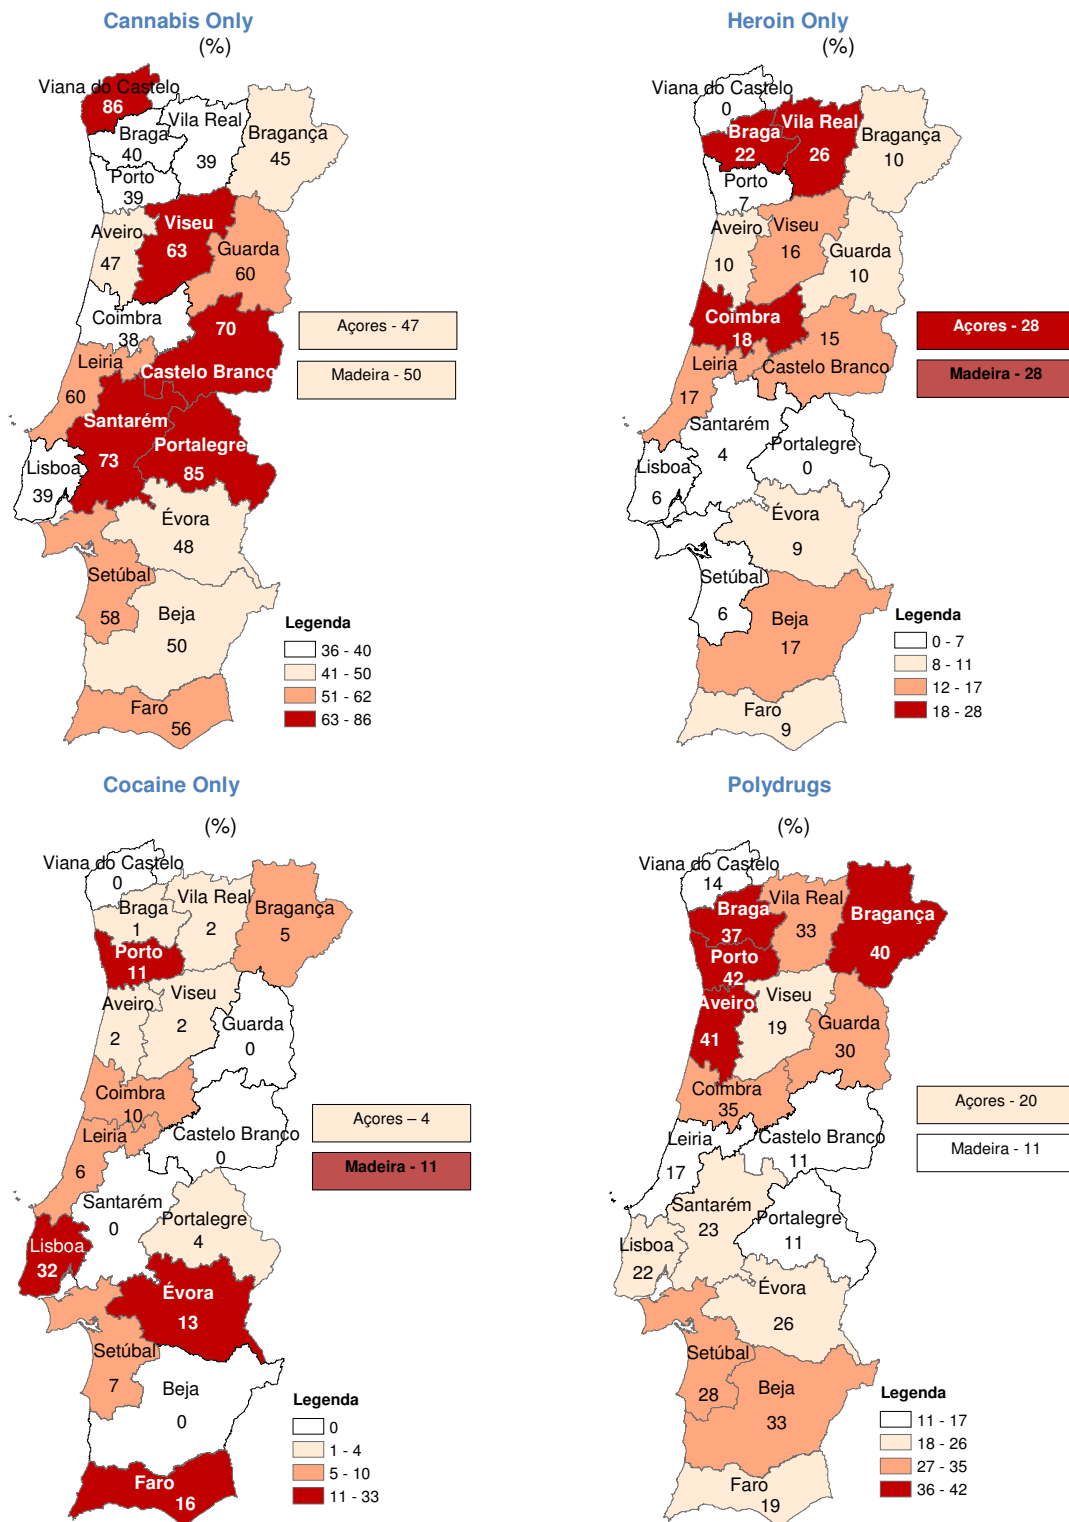 Cannabis Only
(%)
Viana do Castelo
86
Braga
40
Vila Real
39
Bragança
45
Porto
39
Aveiro
47
Viseu
63
Guarda
60
Coimbra
38
70
Castelo Branco
Leiria
60
Santarém
73
Portalegre
85
Lisboa
39
Évora
48
Setúbal
58
Beja
50
Faro
56
Açores - 47
Madeira - 50
Legenda
36 - 40
41 - 50
51 - 62
63 - 86
Heroin Only
(%)
Viana do Castelo
0
Braga
22
Vila Real
26
Bragança
10
Porto
7
Aveiro
10
Viseu
16
Guarda
10
Coimbra
18
15
Castelo Branco
Leiria
17
Santarém
4
Portalegre
0
Lisboa
6
Évora
9
Setúbal
6
Beja
17
Faro
9
Açores - 28
Madeira - 28
Legenda
0 - 7
8 - 11
12 - 17
18 - 28
Cocaine Only
(%)
Viana do Castelo
0
Braga
1
Vila Real
2
Bragança
5
Porto
11
Aveiro
2
Viseu
2
Guarda
0
Coimbra
10
Castelo Branco
0
Leiria
6
Santarém
0
Portalegre
4
Lisboa
32
Évora
13
Setúbal
7
Beja
0
Faro
16
Açores – 4
Madeira - 11
Legenda
0
1 - 4
5 - 10
11 - 33
Polydrugs
(%)
Viana do Castelo
14
Braga
37
Vila Real
33
Bragança
40
Porto
42
Aveiro
41
Viseu
19
Guarda
30
Coimbra
35
Castelo Branco
11
Leiria
17
Santarém
23
Portalegre
11
Lisboa
22
Évora
26
Setúbal
28
Beja
33
Faro
19
Açores - 20
Madeira - 11
Legenda
11 - 17
18 - 26
27 - 35
36 - 42